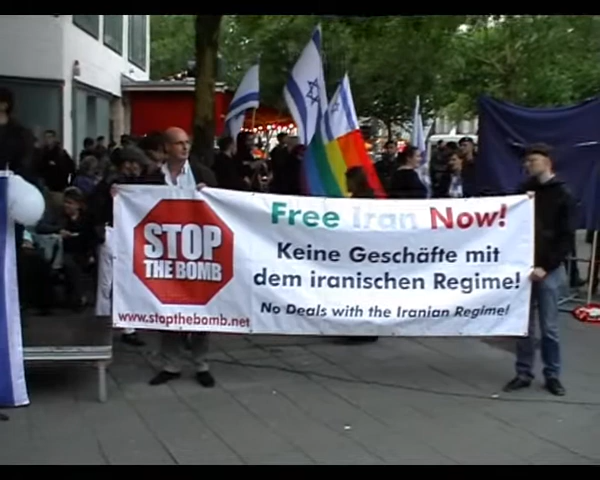 STOP
THE BOMB
www.stopthebomb.net
Free Iran Now!
Keine Geschäfte mit
dem iranischen Regime!
No Deals with the Iranian Regime!